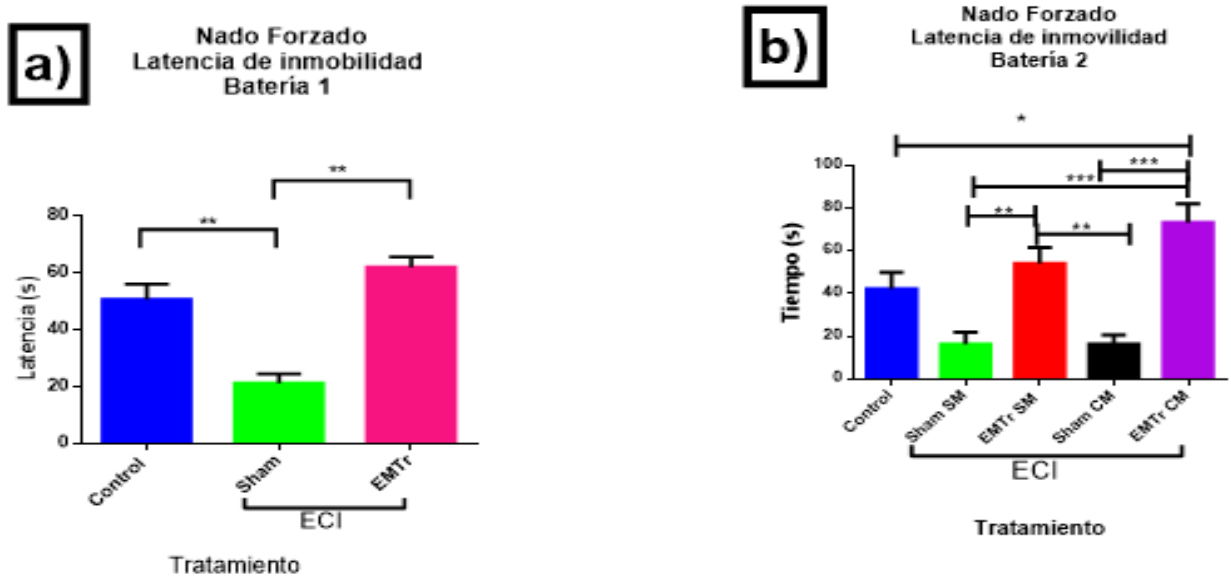 a)
Nado Forzado
Latencia de inmobilidad
Batería 1
**
**
80
60
40
20
0
Latencia (s)
Control
Sham
EMTr
ECI
Tratamiento
b)
Nado Forzado
Latencia de inmovilidad
Batería 2
*
***
***
**
**
100
80
60
40
20
0
Tiempo (s)
Control
Sham SM
EMTr SM
Sham CM
EMTr CM
ECI
Tratamiento